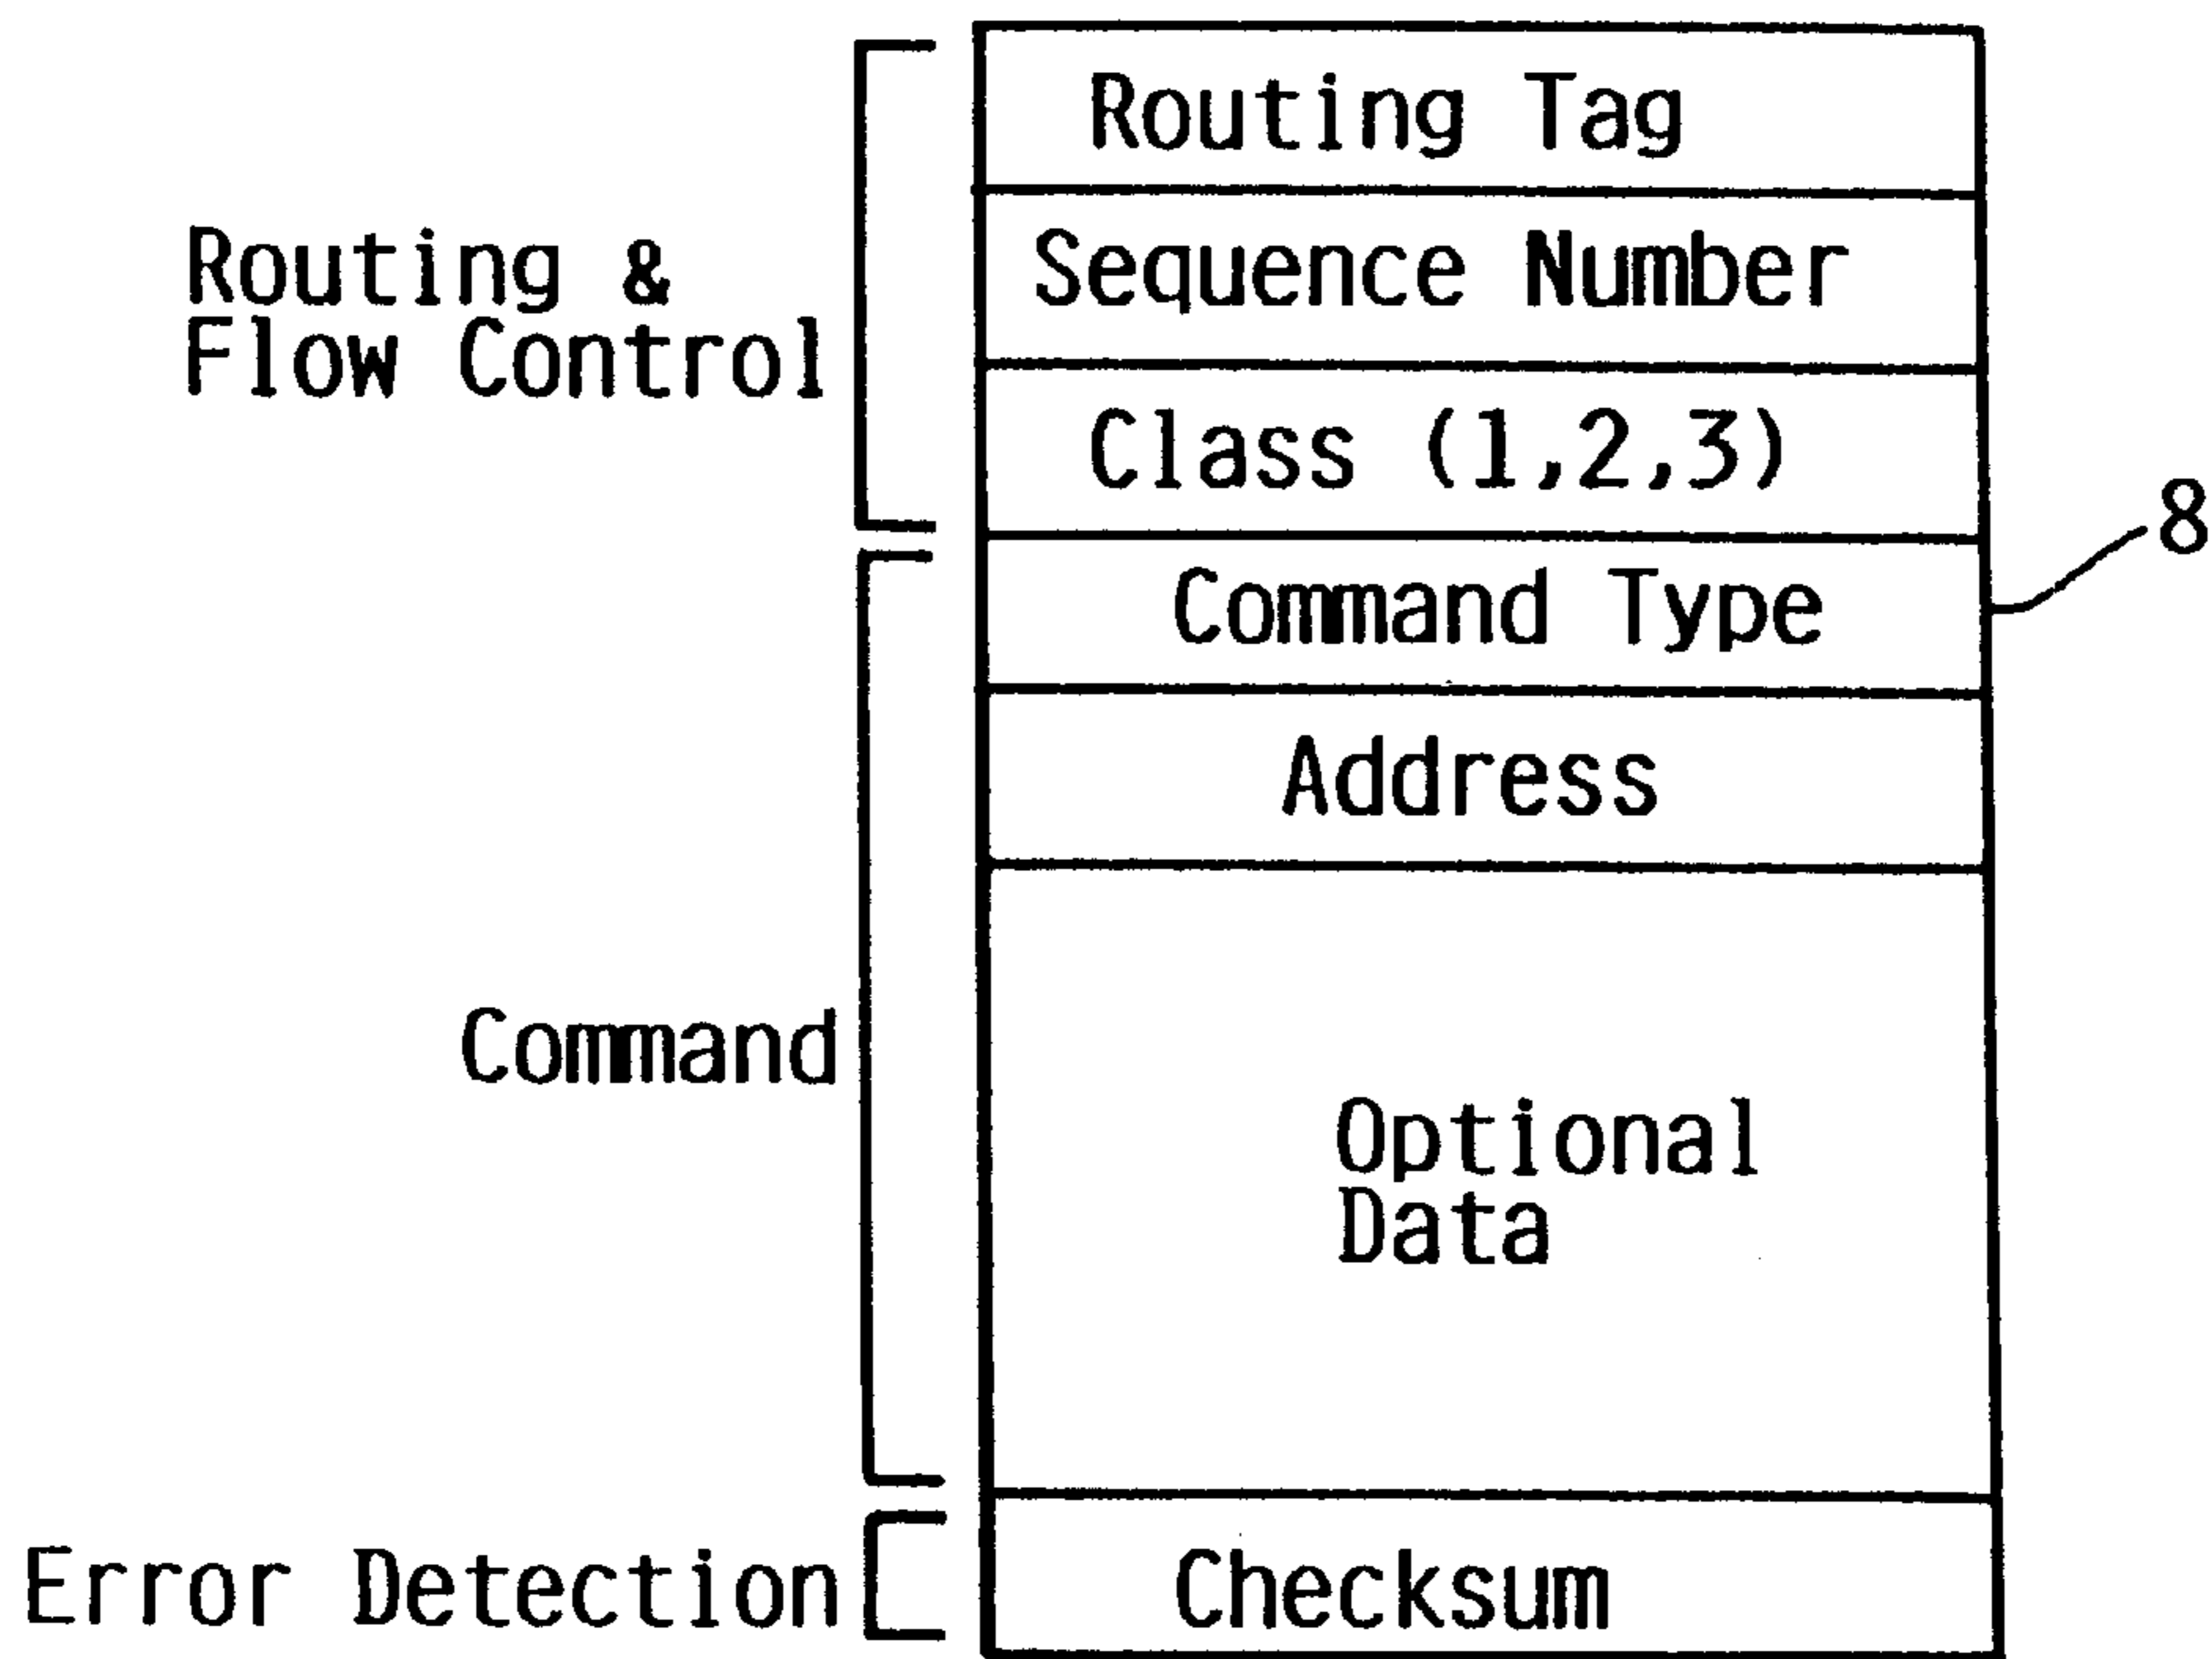 Routing Tag
Routing &
Flow Control
Sequence Number
Class (1,2,3)
8
Command Type
Address
Command
Optional
Data
Error Detection
Checksum